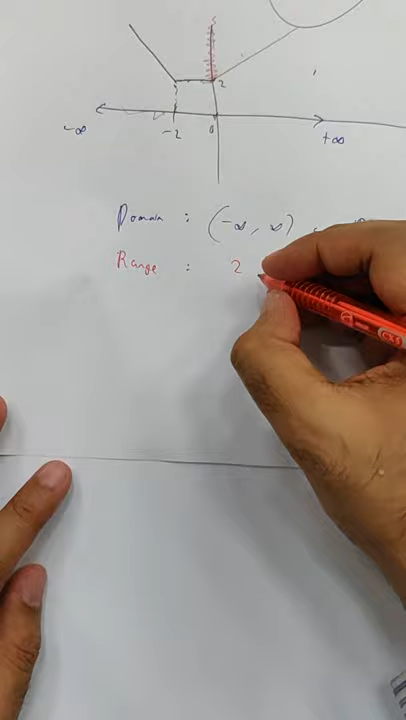 2
-∞ -2 0 +∞
Domain : (-∞, ∞)
Range : 2